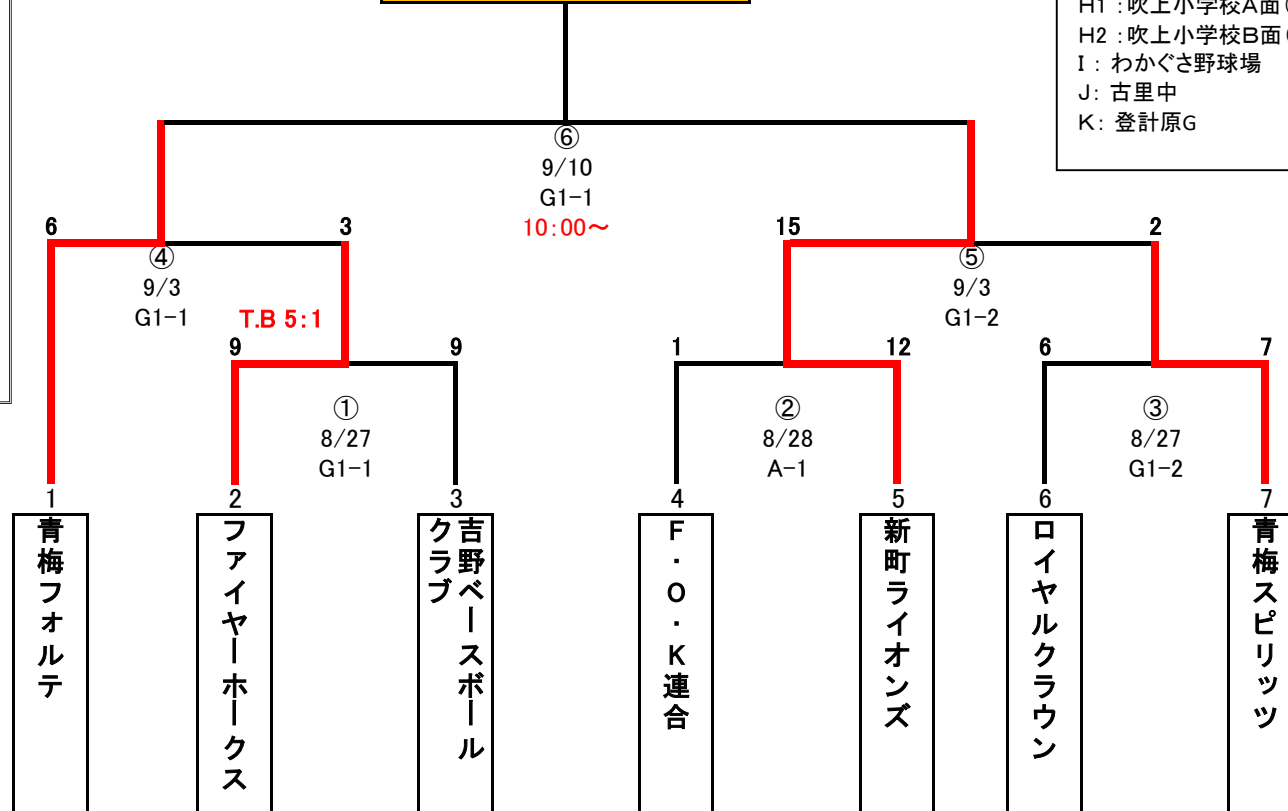 H1：吹上小学校A面（
H2：吹上小学校B面（
I： わかぐさ野球場
J： 古里中
K： 登計原G
⑥
9/10
G1-1
10:00～
6
3
15
2
④
9/3
G1-1
⑤
9/3
G1-2
T.B 5:1
9
9
1
12
6
7
①
8/27
G1-1
②
8/28
A-1
③
8/27
G1-2
1
2
3
4
5
6
7
青梅フォルテ
ファイヤーホークス
吉野ベースボール
クラブ
F・O・K連合
新町ライオンズ
ロイヤルクラウン
青梅スピリッツ